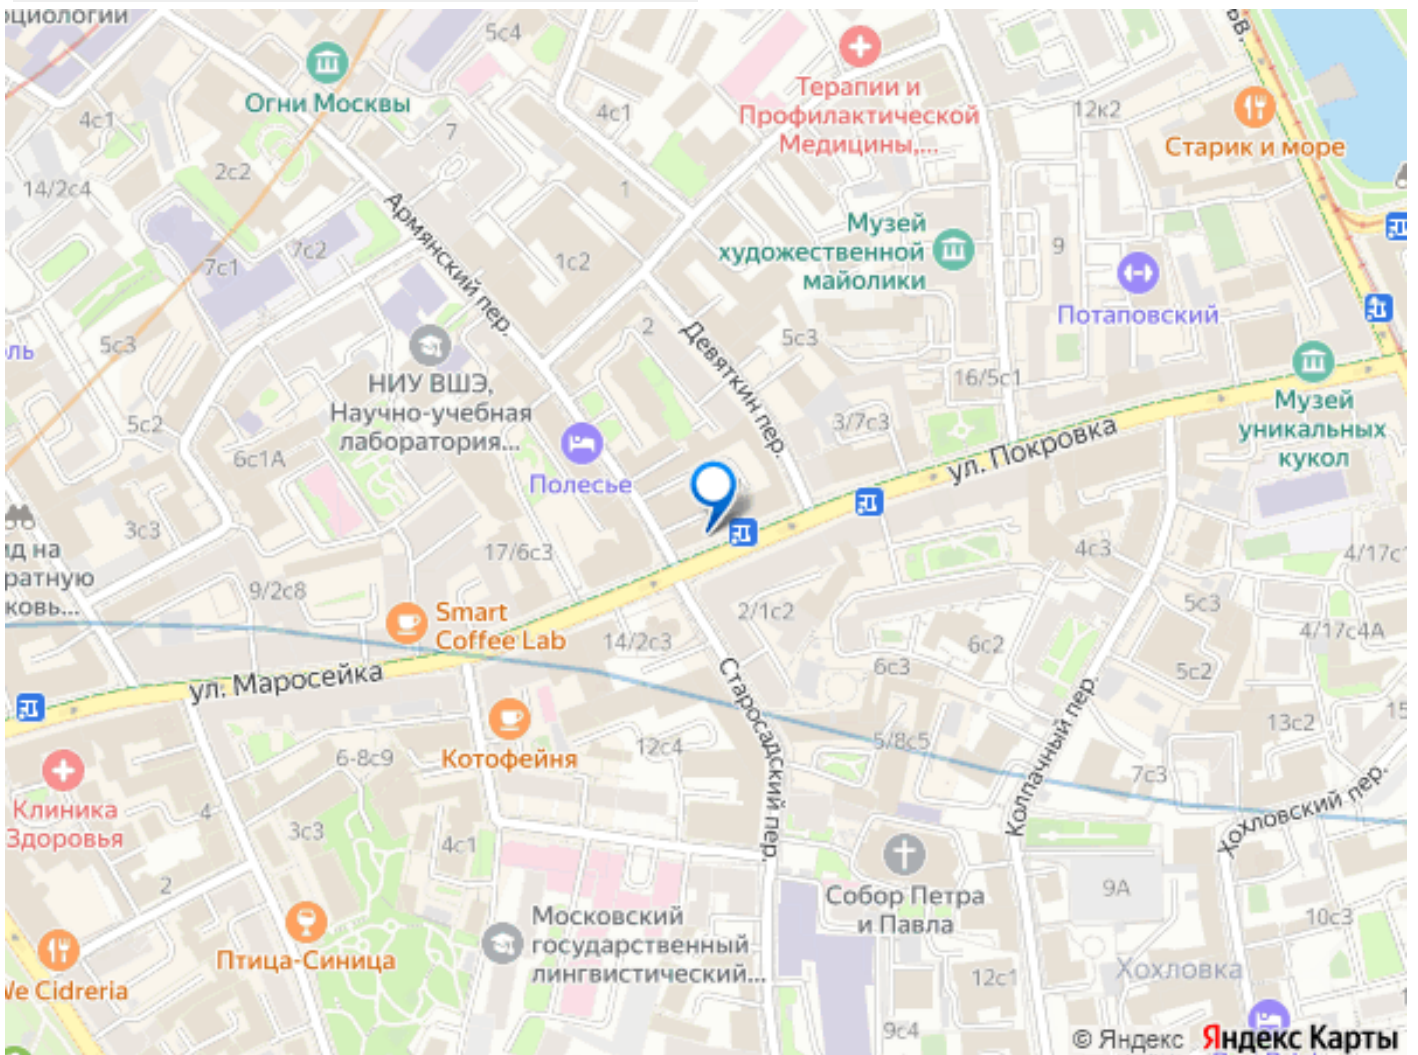 циологии
5с4
Огни Москвы
4с1
7
4с1
Терапии и
Профилактической
Медицины,...
12к2
Старик и море
2с2
14/2с4
1
Армянский пер.
7с2
7с1
1с2
Музей
художественной
майолики
9
Потаповский
5с3
НИУ ВШЭ,
Научно-учебная
лаборатория...
2
Девяткин пер.
5с3
16/5с1
3/7с3
Музей
уникальных
кукол
5с2
6с1А
Полесье
ул. Покровка
3с3
17/6с3
4с3
4/17с1
ид на
ратную
ковь...
9/2с8
Smart
Coffee Lab
14/2с3
2/1с2
5с3
4/17с4А
6с2
6с3
5с2
ул. Маросейка
Старосадский пер.
Колпачный пер.
13с2
15
5/8с5
Котофейня
12с4
6-8с9
7с3
Хохловский пер.
Клиника
Здоровья
4
3с3
4с1
2
Собор Петра
и Павла
9А
10с3
Московский
государственный
лингвистический...
Птица-Синица
We Cidreria
12с1
Хохловка
9с4
© Яндекс Яндекс Карты